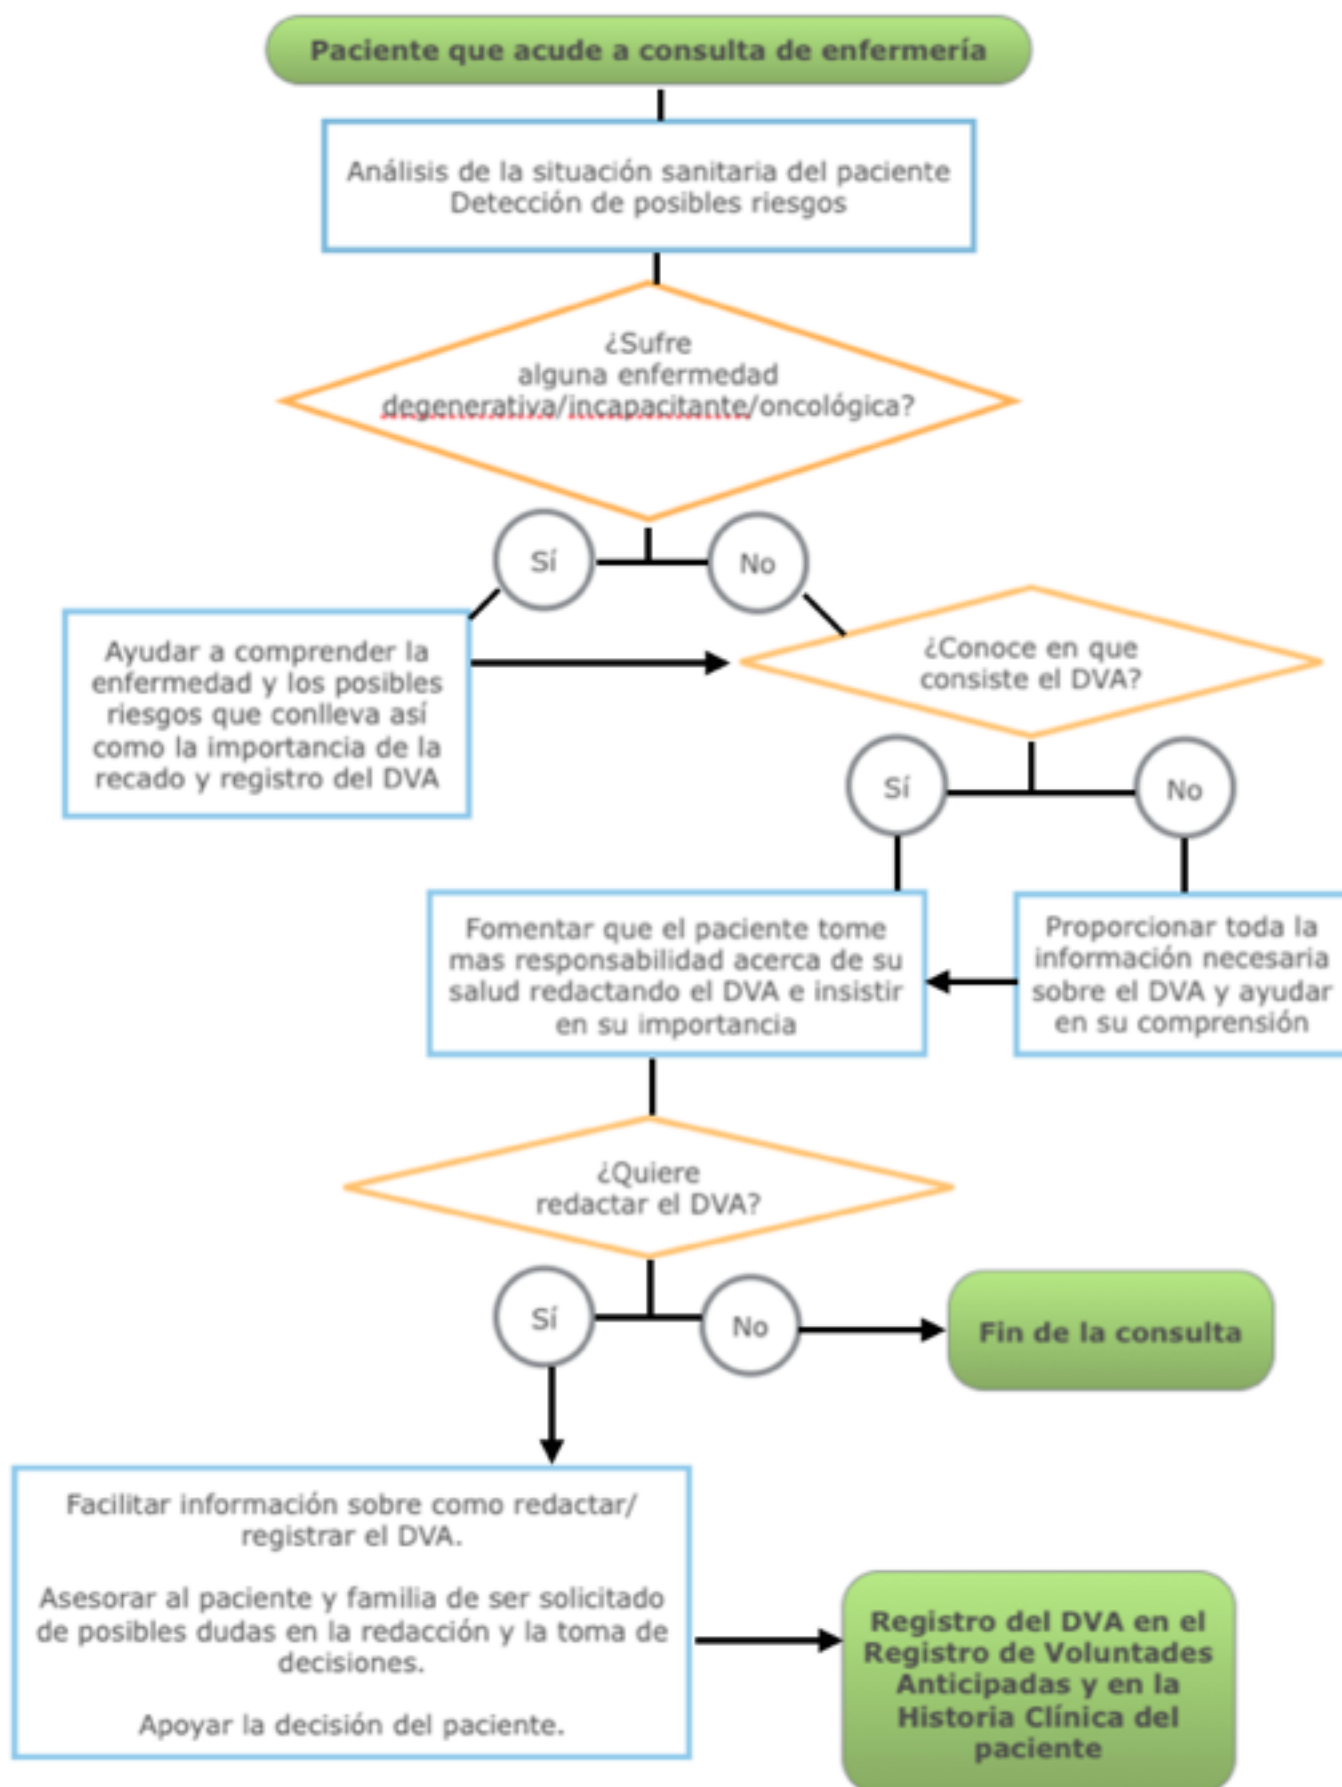 Paciente que acude a consulta de enfermería
Análisis de la situación sanitaria del paciente
Detección de posibles riesgos
¿Sufre
alguna enfermedad
degenerativa/incapacitante/oncológica?
Sí
No
Ayudar a comprender la
enfermedad y los posibles
riesgos que conlleva así
como la importancia de la
recado y registro del DVA
¿Conoce en que
consiste el DVA?
Sí
No
Fomentar que el paciente tome
mas responsabilidad acerca de su
salud redactando el DVA e insistir
en su importancia
Proporcionar toda la
información necesaria
sobre el DVA y ayudar
en su comprensión
¿Quiere
redactar el DVA?
Sí
No
Fin de la consulta
Facilitar información sobre como redactar/
registrar el DVA.
Asesorar al paciente y familia de ser solicitado
de posibles dudas en la redacción y la toma de
decisiones.
Apoyar la decisión del paciente.
Registro del DVA en el
Registro de Voluntades
Anticipadas y en la
Historia Clínica del
paciente